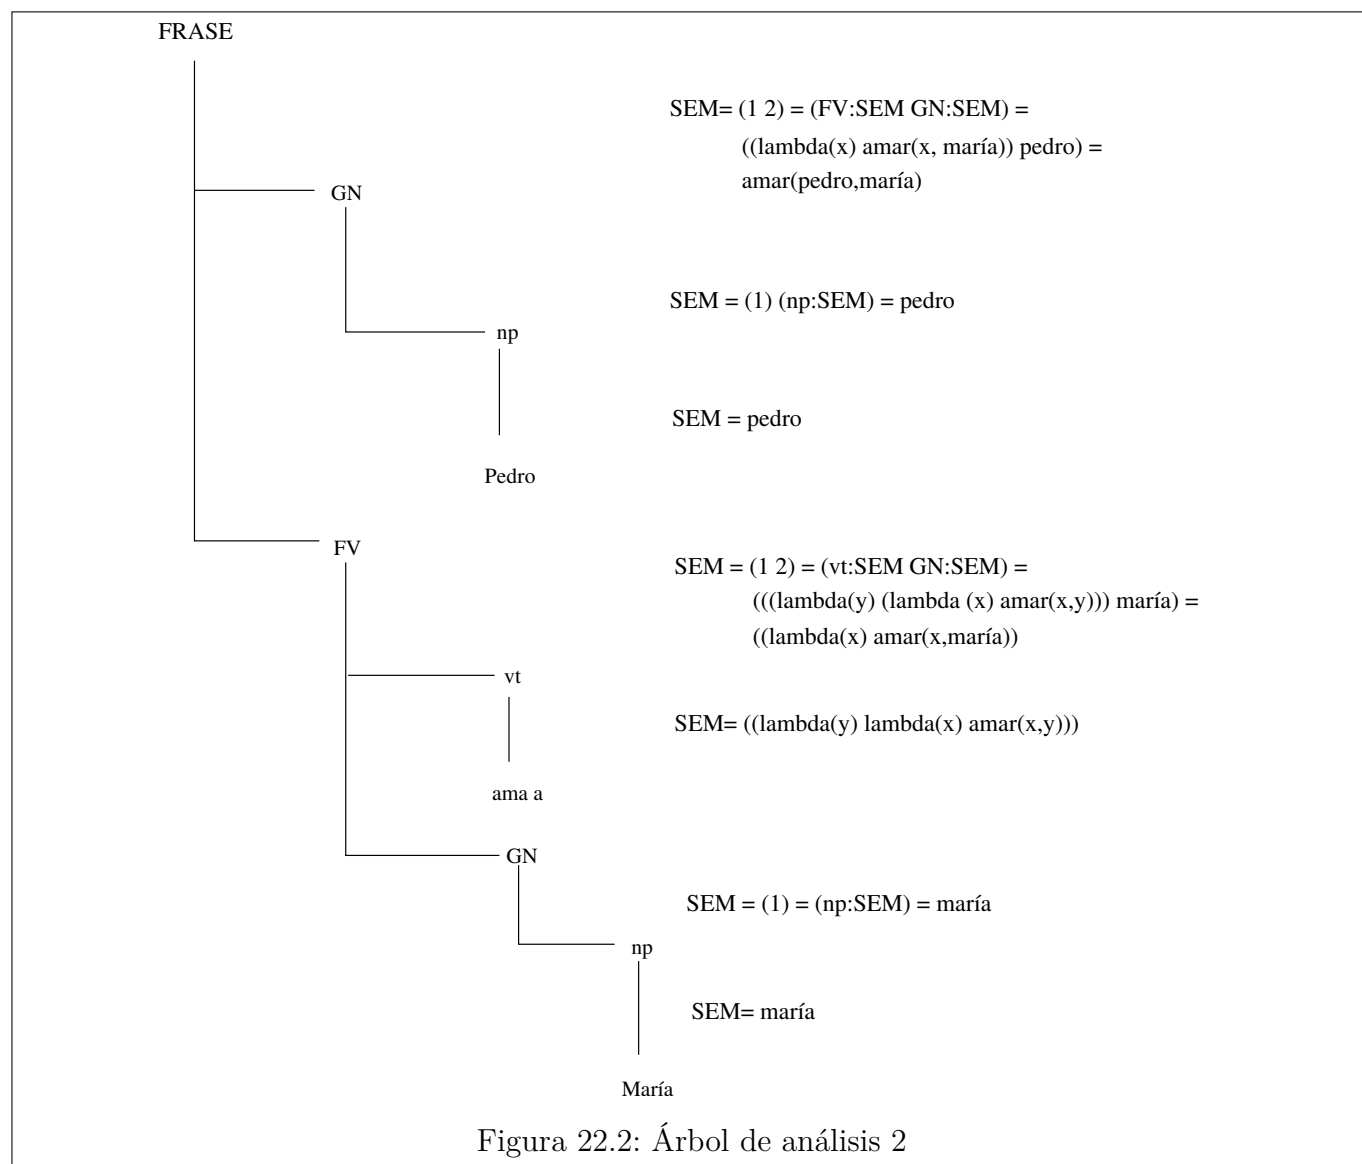 FRASE
SEM= (1 2) = (FV:SEM GN:SEM) =
((lambda(x) amar(x, maría)) pedro) =
amar(pedro,maría)
GN
SEM = (1) (np:SEM) = pedro
np
SEM = pedro
Pedro
FV
SEM = (1 2) = (vt:SEM GN:SEM) =
(((lambda(y) (lambda (x) amar(x,y))) maría) =
((lambda(x) amar(x,maría))
vt
SEM= ((lambda(y) lambda(x) amar(x,y)))
ama a
GN
SEM = (1) = (np:SEM) = maría
np
SEM= maría
María
Figura 22.2: Árbol de análisis 2